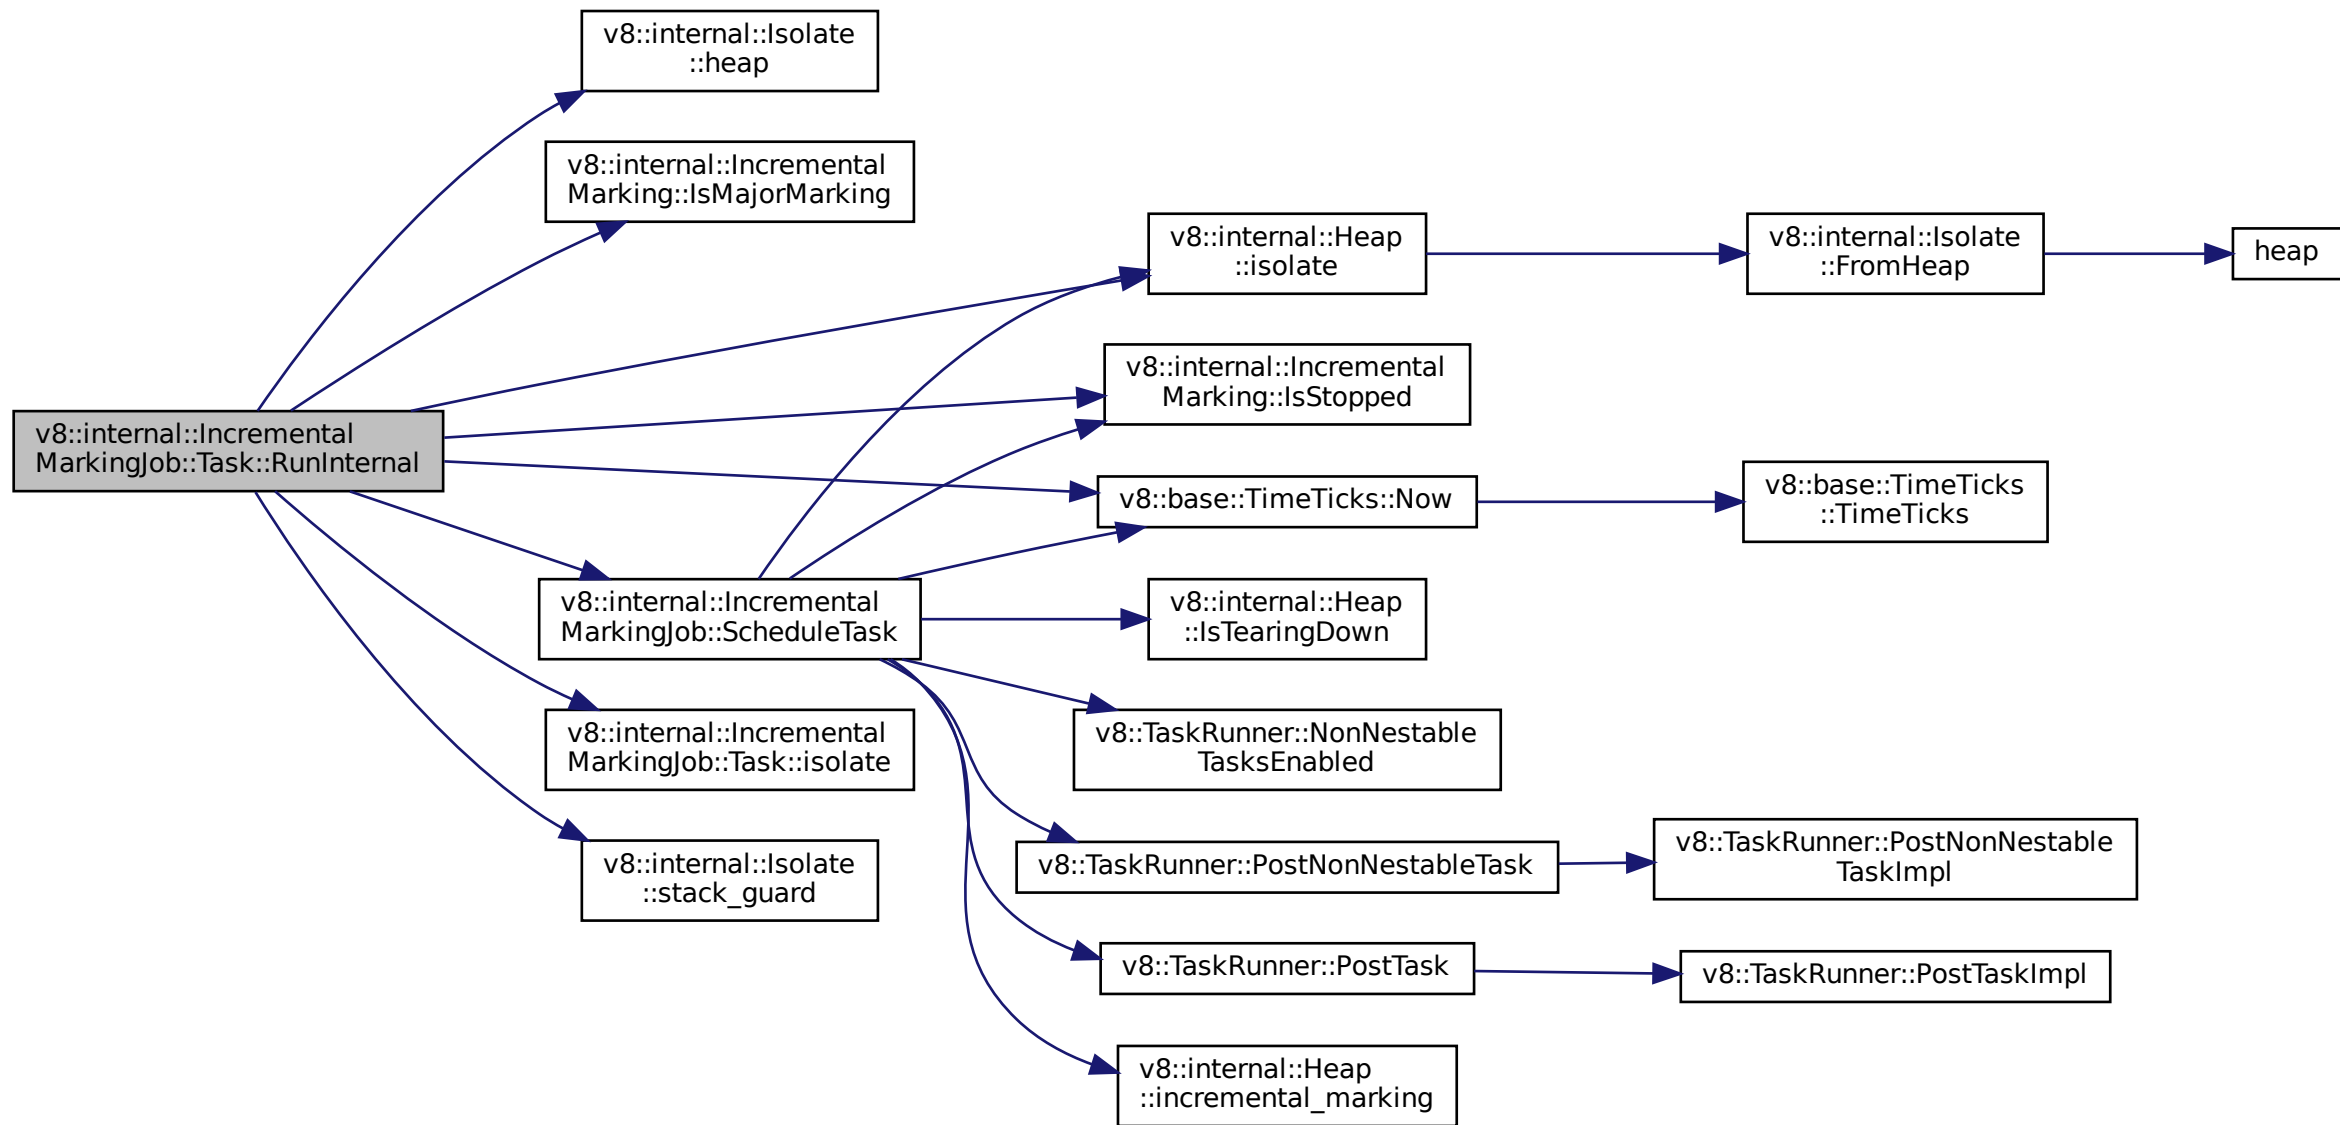 v8::internal::Incremental
MarkingJob::Task::RunInternal
v8::internal::Isolate
::heap
v8::internal::Incremental
Marking::IsMajorMarking
v8::internal::Heap
::isolate
v8::internal::Isolate
::FromHeap
heap
v8::internal::Incremental
Marking::IsStopped
v8::base::TimeTicks::Now
v8::base::TimeTicks
::TimeTicks
v8::internal::Incremental
MarkingJob::ScheduleTask
v8::internal::Heap
::IsTearingDown
v8::TaskRunner::NonNestable
TasksEnabled
v8::TaskRunner::PostNonNestableTask
v8::TaskRunner::PostNonNestable
TaskImpl
v8::TaskRunner::PostTask
v8::TaskRunner::PostTaskImpl
v8::internal::Heap
::incremental_marking
v8::internal::Incremental
MarkingJob::Task::isolate
v8::internal::Isolate
::stack_guard